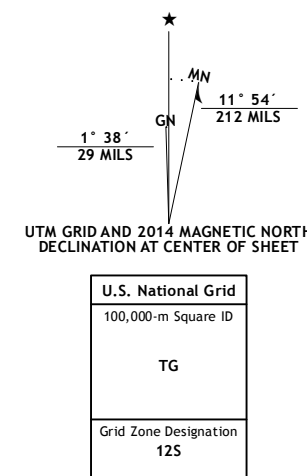 MN
GN
11° 54´
212 MILS
1° 38´
29 MILS
UTM GRID AND 2014 MAGNETIC NORTH
DECLINATION AT CENTER OF SHEET
U.S. National Grid
100,000-m Square ID
TG
Grid Zone Designation
12S